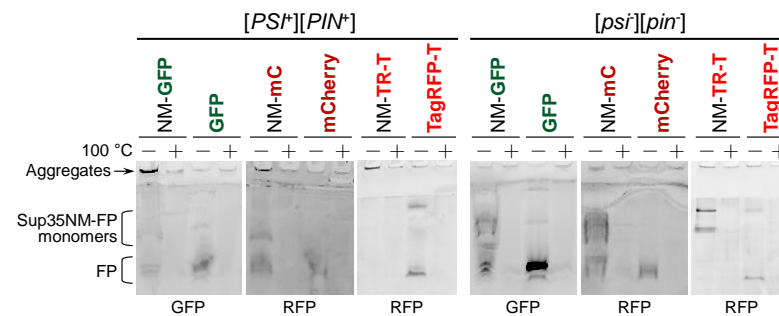 [PSI⁺][PIN⁺] [psi⁻][pin⁻]
NM-GFP GFP NM-mC mCherry NM-TR-T TagRFP-T NM-GFP GFP NM-mC mCherry NM-TR-T TagRFP-T
100 °C − + − + − + − + − + − + − + − + − + − + − + − +
Aggregates
Sup35NM-FP
monomers
FP
GFP RFP RFP GFP RFP RFP